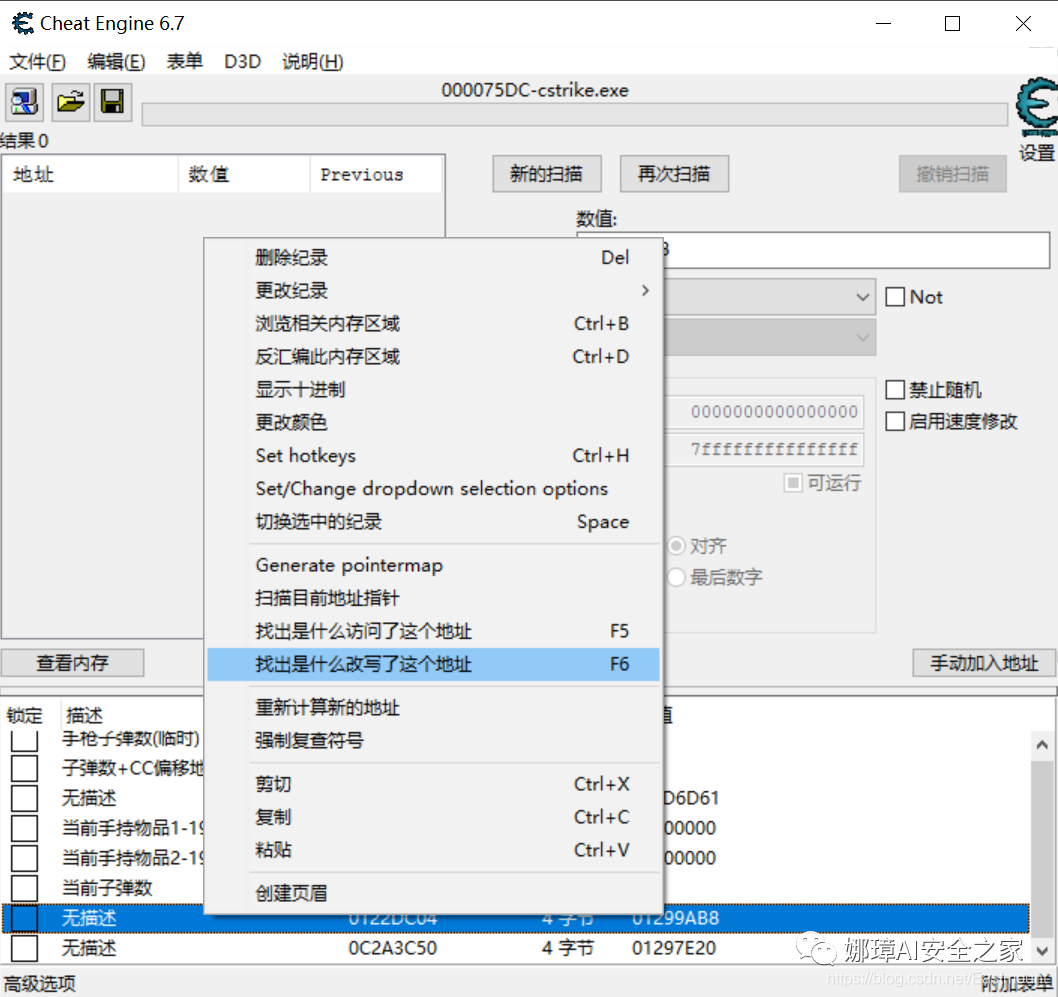 Cheat Engine 6.7
文件(F) 编辑(E) 表单 D3D 说明(H)
000075DC-cstrike.exe
设置
结果 0
地址 数值 Previous
新的扫描 再次扫描 撤销扫描
数值:
Not
禁止随机
启用速度修改
0000000000000000
7fffffffffffffff
可运行
对齐
最后数字
删除纪录 Del
更改纪录
浏览相关内存区域 Ctrl+B
反汇编此内存区域 Ctrl+D
显示十进制
更改颜色
Set hotkeys Ctrl+H
Set/Change dropdown selection options
切换选中的纪录 Space
Generate pointermap
扫描目前地址指针
找出是什么访问了这个地址 F5
找出是什么改写了这个地址 F6
重新计算新的地址
强制复查符号
剪切 Ctrl+X
复制 Ctrl+C
粘贴 Ctrl+V
创建页眉
查看内存 手动加入地址
锁定 描述 值
手枪子弹数(临时)
子弹数+CC偏移地
无描述 D6D61
当前手持物品1-19 00000
当前手持物品2-19 00000
当前子弹数
无描述 0122DC04 4 字节 01299AB8
无描述 0C2A3C50 4 字节 01297E20
娜璋AI安全之家
https://blog.csdn.net/
高级选项 附加表单